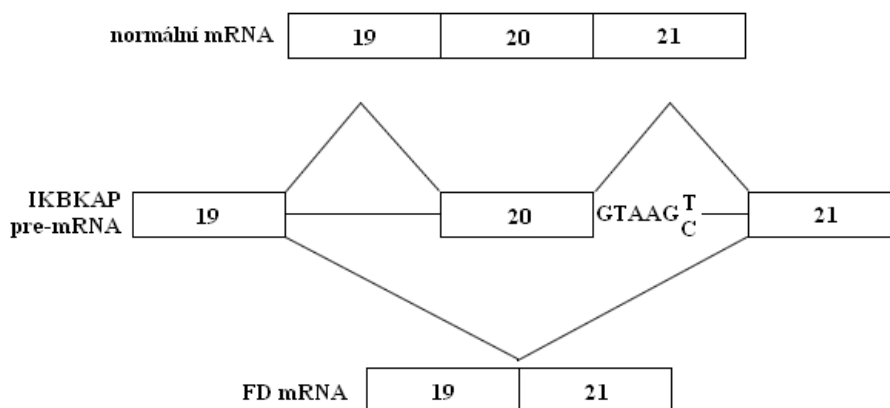 normální mRNA 19 20 21
IKBKAP
pre-mRNA
19 20 GTAAG T 21
C
FD mRNA 19 21